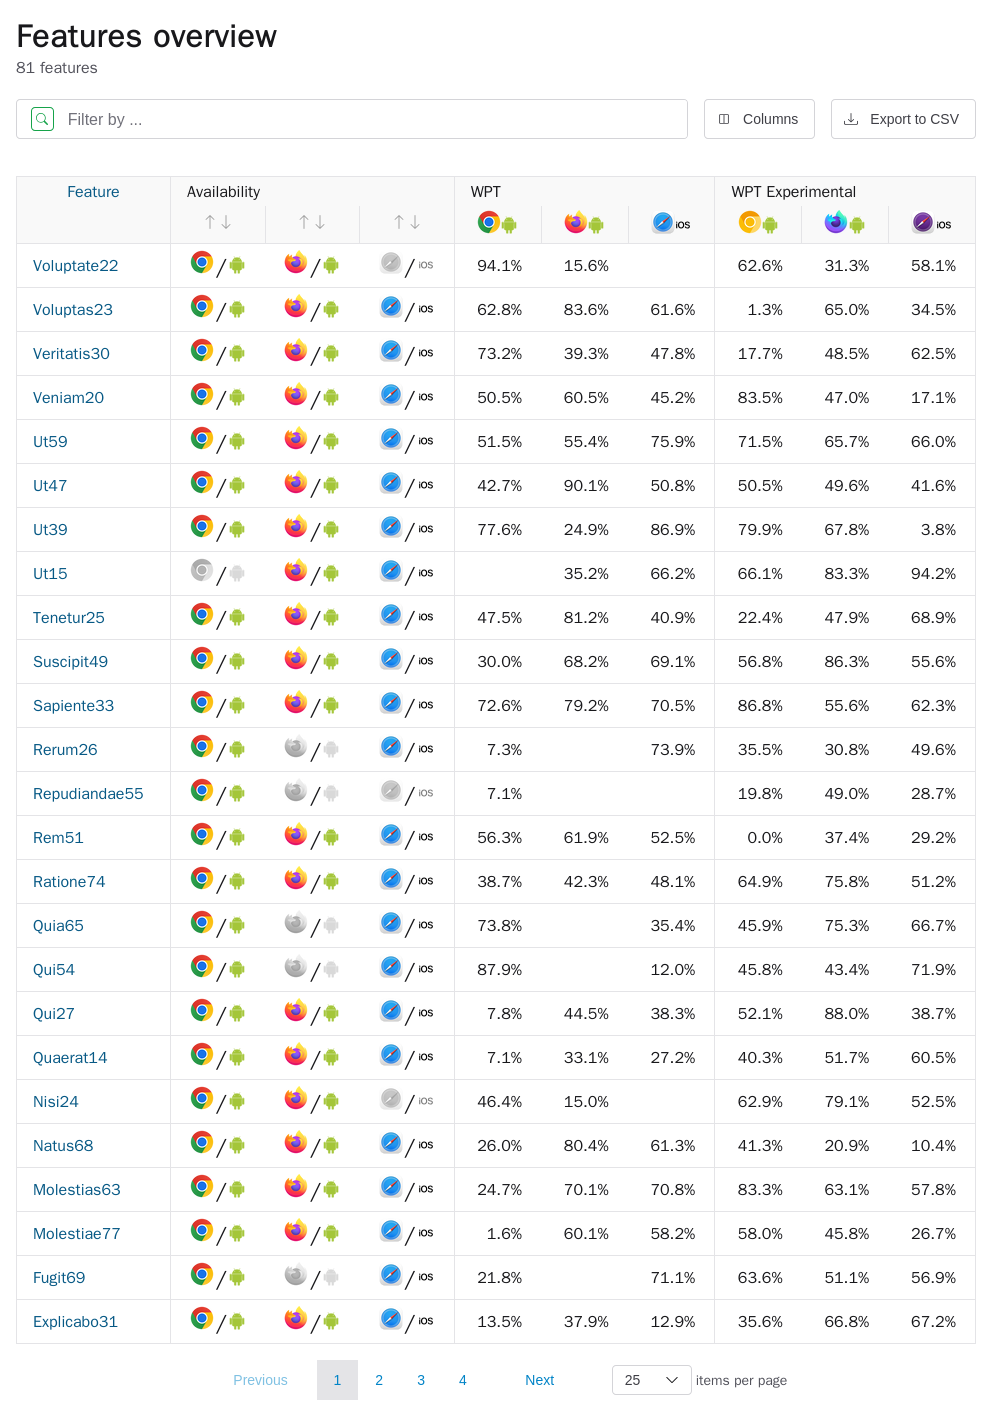 Features overview
81 features
Filter by ...
Columns
Export to CSV
Feature Availability WPT WPT Experimental
iOS iOS
Voluptate22 / / / iOS 94.1% 15.6% 62.6% 31.3% 58.1%
Voluptas23 / / / iOS 62.8% 83.6% 61.6% 1.3% 65.0% 34.5%
Veritatis30 / / / iOS 73.2% 39.3% 47.8% 17.7% 48.5% 62.5%
Veniam20 / / / iOS 50.5% 60.5% 45.2% 83.5% 47.0% 17.1%
Ut59 / / / iOS 51.5% 55.4% 75.9% 71.5% 65.7% 66.0%
Ut47 / / / iOS 42.7% 90.1% 50.8% 50.5% 49.6% 41.6%
Ut39 / / / iOS 77.6% 24.9% 86.9% 79.9% 67.8% 3.8%
Ut15 / / / iOS 35.2% 66.2% 66.1% 83.3% 94.2%
Tenetur25 / / / iOS 47.5% 81.2% 40.9% 22.4% 47.9% 68.9%
Suscipit49 / / / iOS 30.0% 68.2% 69.1% 56.8% 86.3% 55.6%
Sapiente33 / / / iOS 72.6% 79.2% 70.5% 86.8% 55.6% 62.3%
Rerum26 / / / iOS 7.3% 73.9% 35.5% 30.8% 49.6%
Repudiandae55 / / / iOS 7.1% 19.8% 49.0% 28.7%
Rem51 / / / iOS 56.3% 61.9% 52.5% 0.0% 37.4% 29.2%
Ratione74 / / / iOS 38.7% 42.3% 48.1% 64.9% 75.8% 51.2%
Quia65 / / / iOS 73.8% 35.4% 45.9% 75.3% 66.7%
Qui54 / / / iOS 87.9% 12.0% 45.8% 43.4% 71.9%
Qui27 / / / iOS 7.8% 44.5% 38.3% 52.1% 88.0% 38.7%
Quaerat14 / / / iOS 7.1% 33.1% 27.2% 40.3% 51.7% 60.5%
Nisi24 / / / iOS 46.4% 15.0% 62.9% 79.1% 52.5%
Natus68 / / / iOS 26.0% 80.4% 61.3% 41.3% 20.9% 10.4%
Molestias63 / / / iOS 24.7% 70.1% 70.8% 83.3% 63.1% 57.8%
Molestiae77 / / / iOS 1.6% 60.1% 58.2% 58.0% 45.8% 26.7%
Fugit69 / / / iOS 21.8% 71.1% 63.6% 51.1% 56.9%
Explicabo31 / / / iOS 13.5% 37.9% 12.9% 35.6% 66.8% 67.2%
Previous 1 2 3 4 Next 25 items per page